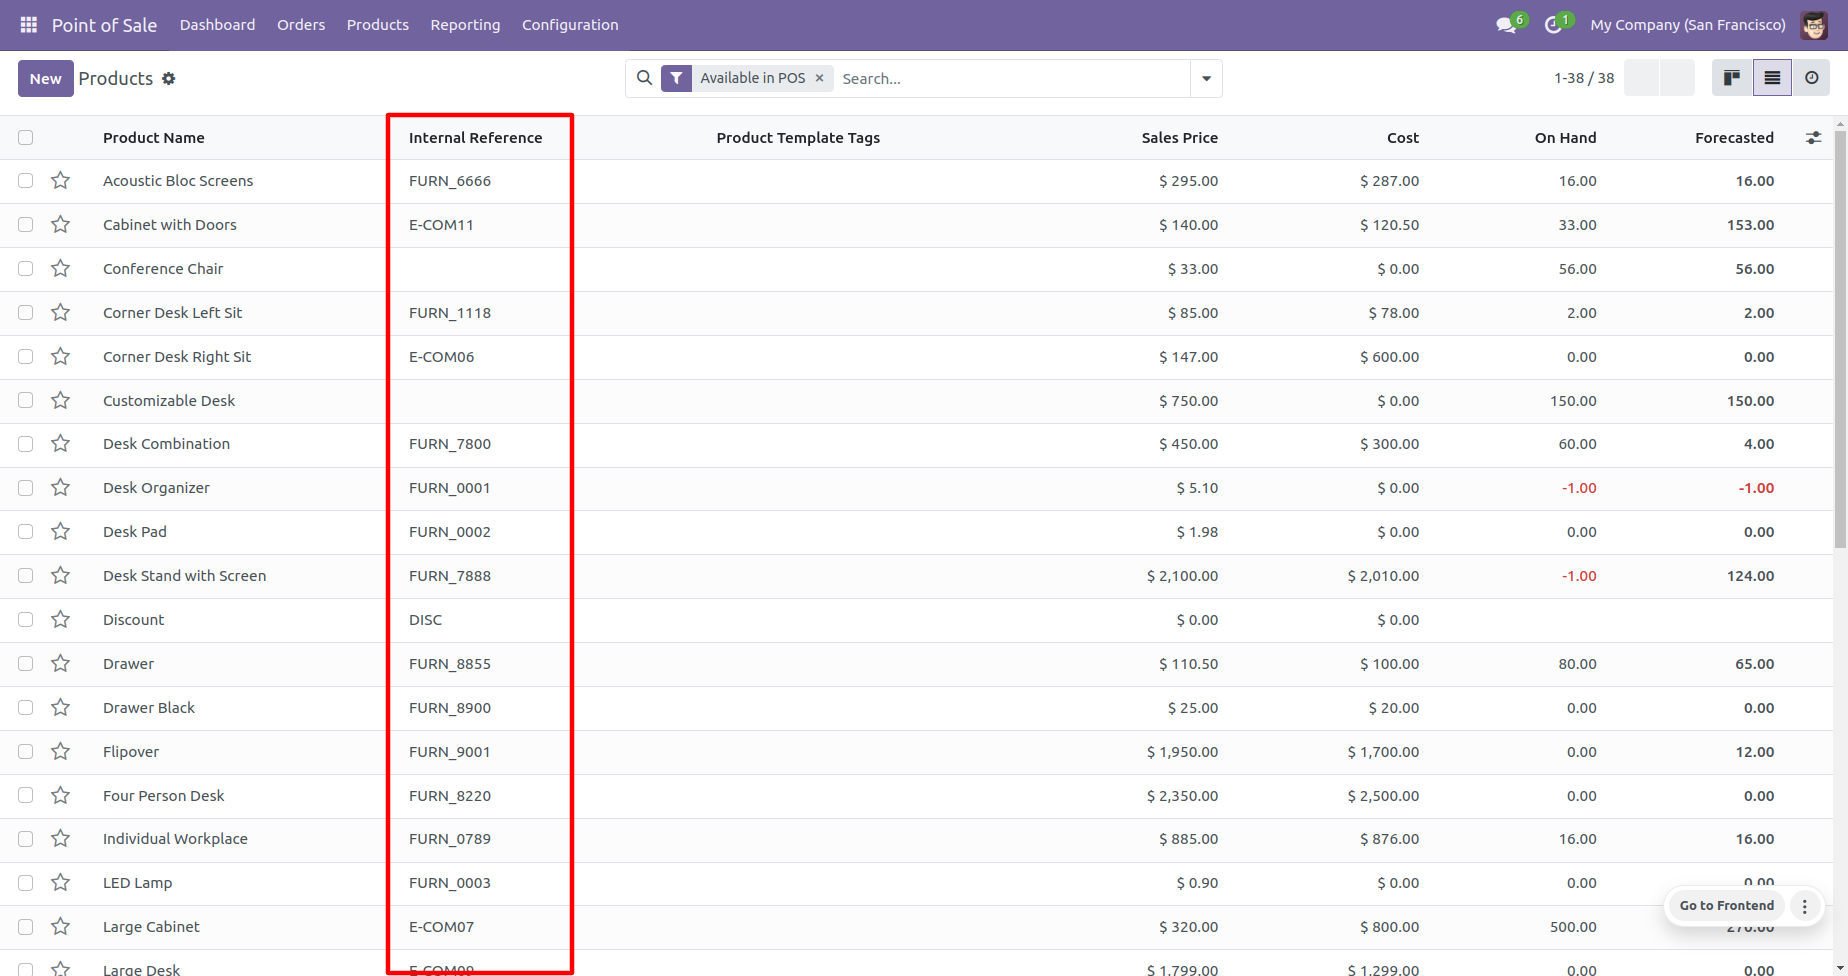 Point of Sale Dashboard Orders Products Reporting Configuration 6 1 My Company (San Francisco)
New Products Available in POS × Search... 1-38 / 38
Product Name Internal Reference Product Template Tags Sales Price Cost On Hand Forecasted
Acoustic Bloc Screens FURN_6666 $ 295.00 $ 287.00 16.00 16.00
Cabinet with Doors E-COM11 $ 140.00 $ 120.50 33.00 153.00
Conference Chair $ 33.00 $ 0.00 56.00 56.00
Corner Desk Left Sit FURN_1118 $ 85.00 $ 78.00 2.00 2.00
Corner Desk Right Sit E-COM06 $ 147.00 $ 600.00 0.00 0.00
Customizable Desk $ 750.00 $ 0.00 150.00 150.00
Desk Combination FURN_7800 $ 450.00 $ 300.00 60.00 4.00
Desk Organizer FURN_0001 $ 5.10 $ 0.00 -1.00 -1.00
Desk Pad FURN_0002 $ 1.98 $ 0.00 0.00 0.00
Desk Stand with Screen FURN_7888 $ 2,100.00 $ 2,010.00 -1.00 124.00
Discount DISC $ 0.00 $ 0.00
Drawer FURN_8855 $ 110.50 $ 100.00 80.00 65.00
Drawer Black FURN_8900 $ 25.00 $ 20.00 0.00 0.00
Flipover FURN_9001 $ 1,950.00 $ 1,700.00 0.00 12.00
Four Person Desk FURN_8220 $ 2,350.00 $ 2,500.00 0.00 0.00
Individual Workplace FURN_0789 $ 885.00 $ 876.00 16.00 16.00
LED Lamp FURN_0003 $ 0.90 $ 0.00 0.00 0.00
Go to Frontend
Large Cabinet E-COM07 $ 320.00 $ 800.00 500.00 270.00
Large Desk E-COM09 $ 1,799.00 $ 1,299.00 0.00 0.00